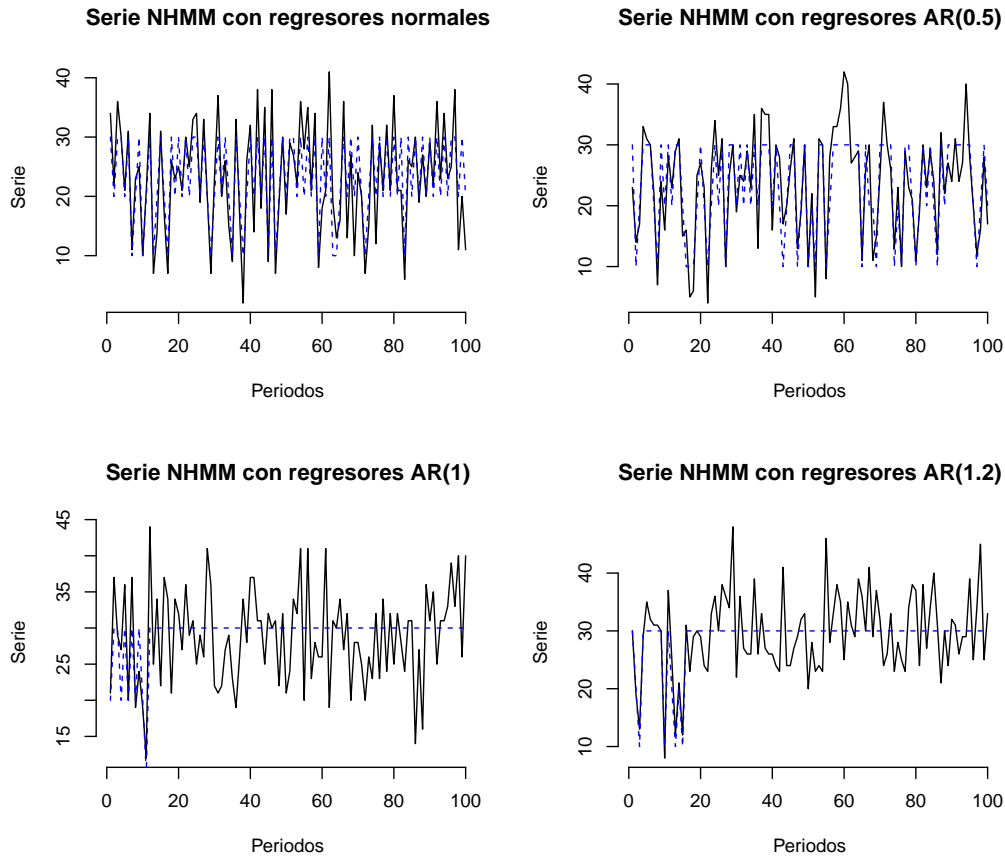 Serie NHMM con regresores normales
Serie
10 20 30 40
0 20 40 60 80 100
Periodos
Serie NHMM con regresores AR(0.5)
Serie
10 20 30 40
0 20 40 60 80 100
Periodos
Serie NHMM con regresores AR(1)
Serie
15 25 35 45
0 20 40 60 80 100
Periodos
Serie NHMM con regresores AR(1.2)
Serie
10 20 30 40
0 20 40 60 80 100
Periodos